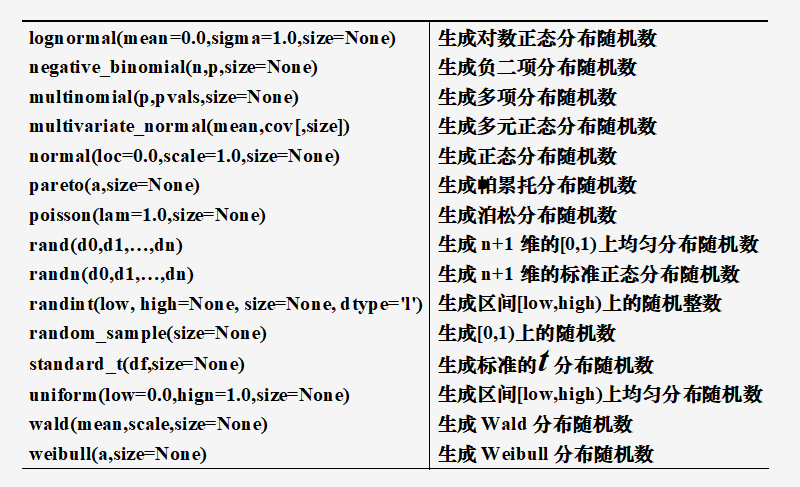 lognormal(mean=0.0,sigma=1.0,size=None) 生成对数正态分布随机数
negative_binomial(n,p,size=None) 生成负二项分布随机数
multinomial(p,pvals,size=None) 生成多项分布随机数
multivariate_normal(mean,cov[,size]) 生成多元正态分布随机数
normal(loc=0.0,scale=1.0,size=None) 生成正态分布随机数
pareto(a,size=None) 生成帕累托分布随机数
poisson(lam=1.0,size=None) 生成泊松分布随机数
rand(d0,d1,…,dn) 生成 n+1 维的[0,1)上均匀分布随机数
randn(d0,d1,…,dn) 生成 n+1 维的标准正态分布随机数
randint(low, high=None, size=None, dtype='l') 生成区间[low,high)上的随机整数
random_sample(size=None) 生成[0,1)上的随机数
standard_t(df,size=None) 生成标准的t 分布随机数
uniform(low=0.0,hign=1.0,size=None) 生成区间[low,high)上均匀分布随机数
wald(mean,scale,size=None) 生成 Wald 分布随机数
weibull(a,size=None) 生成 Weibull 分布随机数